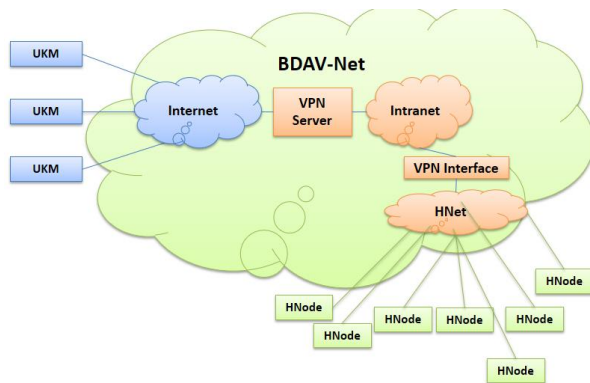 BDAV-Net
UKM
UKM
UKM
Internet
VPN
Server
Intranet
VPN Interface
HNet
HNode
HNode
HNode
HNode
HNode
HNode
HNode